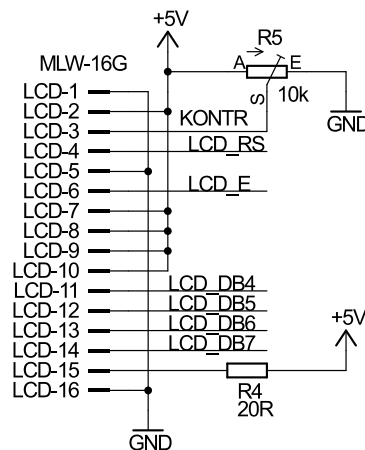 +5V
R5
MLW-16G
A E
LCD-1
S 10k
LCD-2
KONTR
GND
LCD-3
LCD-4 LCD_RS
LCD-5
LCD-6 LCD_E
LCD-7
LCD-8
LCD-9
LCD-10
LCD-11 LCD_DB4
LCD-12 LCD_DB5
LCD-13 LCD_DB6
+5V
LCD-14 LCD_DB7
LCD-15
R4
LCD-16
20R
GND